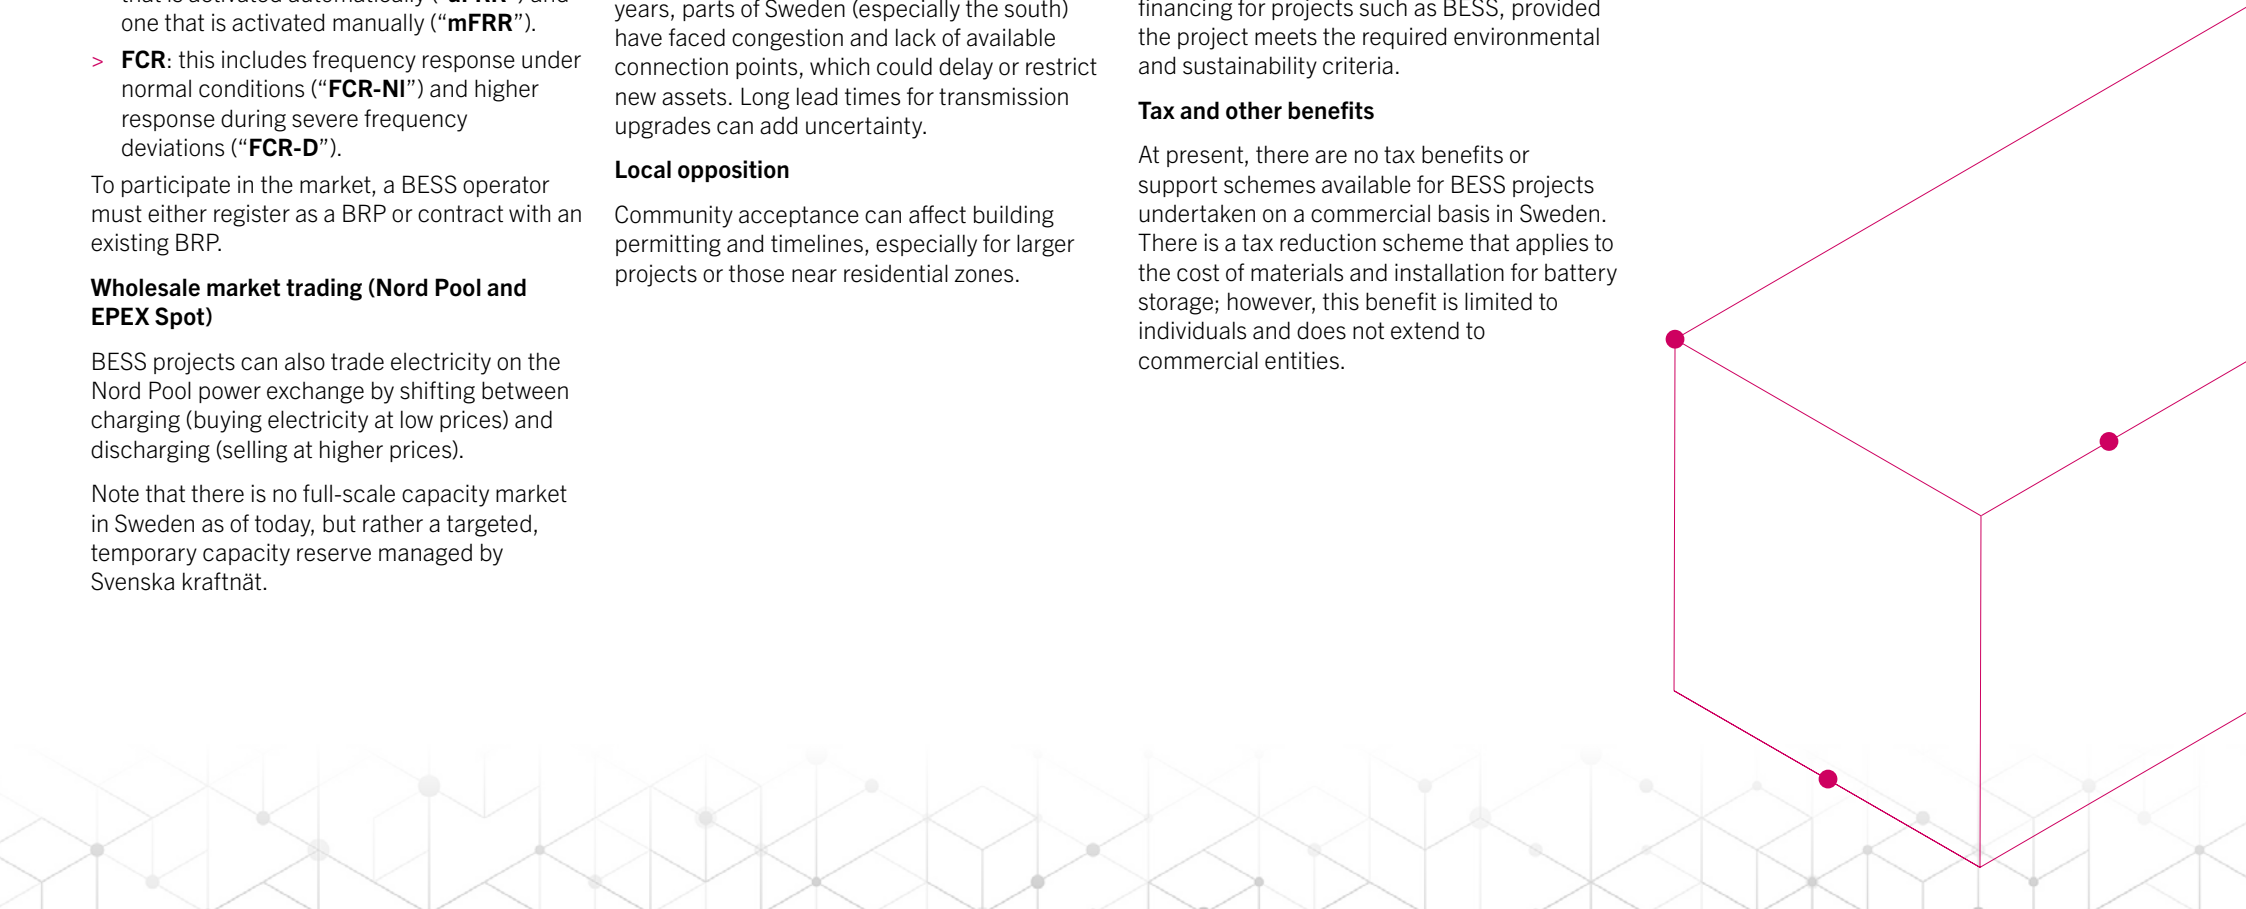 one that is activated manually (“mFRR”).
> FCR: this includes frequency response under
normal conditions (“FCR-NI”) and higher
response during severe frequency
deviations (“FCR-D”).
To participate in the market, a BESS operator
must either register as a BRP or contract with an
existing BRP.
Wholesale market trading (Nord Pool and
EPEX Spot)
BESS projects can also trade electricity on the
Nord Pool power exchange by shifting between
charging (buying electricity at low prices) and
discharging (selling at higher prices).
Note that there is no full-scale capacity market
in Sweden as of today, but rather a targeted,
temporary capacity reserve managed by
Svenska kraftnät.
years, parts of Sweden (especially the south)
have faced congestion and lack of available
connection points, which could delay or restrict
new assets. Long lead times for transmission
upgrades can add uncertainty.
Local opposition
Community acceptance can affect building
permitting and timelines, especially for larger
projects or those near residential zones.
financing for projects such as BESS, provided
the project meets the required environmental
and sustainability criteria.
Tax and other benefits
At present, there are no tax benefits or
support schemes available for BESS projects
undertaken on a commercial basis in Sweden.
There is a tax reduction scheme that applies to
the cost of materials and installation for battery
storage; however, this benefit is limited to
individuals and does not extend to
commercial entities.